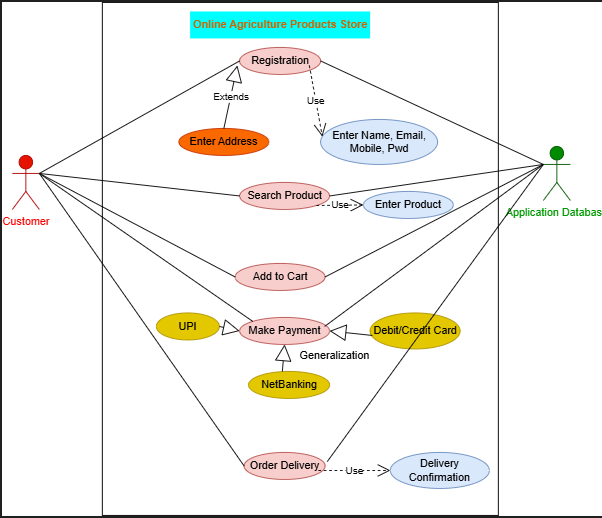 Online Agriculture Products Store
Registration
Extends
Use
Enter Address
Enter Name, Email,
Mobile, Pwd
Customer
Application Databas
Search Product
Use
Enter Product
Add to Cart
UPI
Make Payment
Debit/Credit Card
Generalization
NetBanking
Order Delivery
Use
Delivery
Confirmation